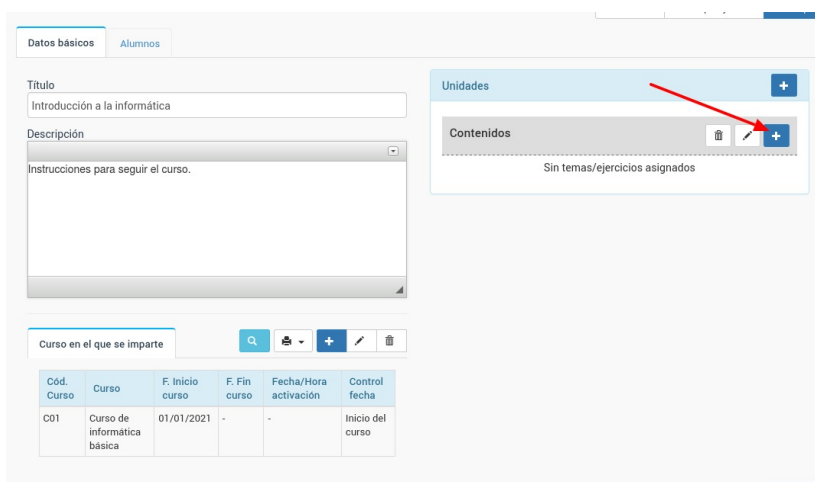 Datos básicos
Alumnos
Título
Introducción a la informática
Descripción
Instrucciones para seguir el curso.
Unidades
Contenidos
Sin temas/ejercicios asignados
Curso en el que se imparte
Cód. Curso
Curso
F. Inicio curso
F. Fin curso
Fecha/Hora activación
Control fecha
C01
Curso de informática básica
01/01/2021
-
-
Inicio del curso